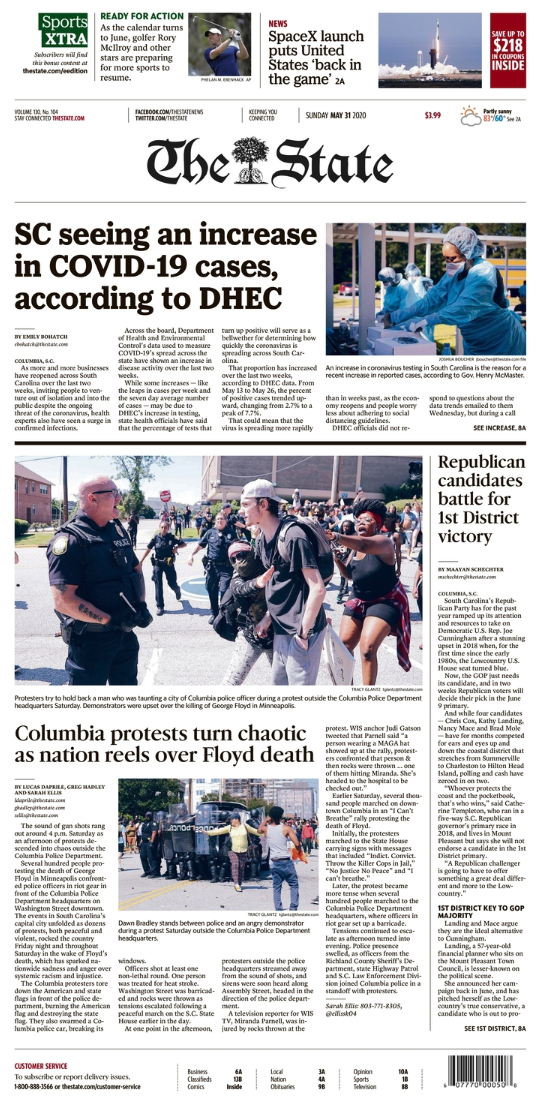 Sports
XTRA
Subscribers will find
this bonus content at
thestate.com/eedition
READY FOR ACTION
As the calendar turns
to June, golfer Rory
McIlroy and other
stars are preparing
for more sports to
resume.
PHELAN M. EBENHACK AP
NEWS
SpaceX launch
puts United
States ‘back in
the game’ 2A
SAVE UP TO
$218
IN COUPONS
INSIDE
VOLUME 130, No. 104
STAY CONNECTED THESTATE.COM
FACEBOOK.COM/THESTATENEWS
TWITTER.COM/THESTATE
KEEPING YOU
CONNECTED
SUNDAY MAY 31 2020
$3.99
Partly sunny
83°/60° See 2A
The State
SC seeing an increase
in COVID-19 cases,
according to DHEC
BY EMILY BOHATCH
ebohatch@thestate.com
COLUMBIA, S.C.
As more and more businesses
have reopened across South
Carolina over the last two
weeks, inviting people to ven-
ture out of isolation and into the
public despite the ongoing
threat of the coronavirus, health
experts also have seen a surge in
confirmed infections.
Across the board, Department
of Health and Environmental
Control’s data used to measure
COVID-19’s spread across the
state have shown an increase in
disease activity over the last two
weeks.
While some increases — like
the leaps in cases per week and
the seven day average number
of cases — may be due to
DHEC’s increase in testing,
state health officials have said
that the percentage of tests that
turn up positive will serve as a
bellwether for determining how
quickly the coronavirus is
spreading across South Car-
olina.
That proportion has increased
over the last two weeks,
according to DHEC data. From
May 13 to May 26, the percent
of positive cases trended up-
ward, changing from 2.7% to a
peak of 7.7%.
That could mean the
virus is spreading more rapidly
JOSHUA BOUCHER jboucher@thestate.com file
An increase in coronavirus testing in South Carolina is the reason for a
recent increase in reported cases, according to Gov. Henry McMaster.
than in weeks past, as the econ-
omy reopens and people worry
less about adhering to social
distancing guidelines.
DHEC officials did not re-
spond to questions about the
data trends emailed to them
Wednesday, but during a call
SEE INCREASE, 8A
TRACY GLANTZ tglantz@thestate.com
Protesters try to hold back a man who was taunting a city of Columbia police officer during a protest outside the Columbia Police Department
headquarters Saturday. Demonstrators were upset over the killing of George Floyd in Minneapolis.
Columbia protests turn chaotic
as nation reels over Floyd death
BY LUCAS DAPRILE, GREG HADLEY
AND SARAH ELLIS
ldaprile@thestate.com
ghadley@thestate.com
sellis@thestate.com
The sound of gun shots rang
out around 4 p.m. Saturday as
an afternoon of protests de-
scended into chaos outside the
Columbia Police Department.
Several hundred people pro-
testing the death of George
Floyd in Minneapolis confront-
ed police officers in riot gear in
front of the Columbia Police
Department headquarters on
Washington Street downtown.
The events in South Carolina’s
capital city unfolded as dozens
of protests, both peaceful and
violent, rocked the country
Friday night and throughout
Saturday in the wake of Floyd’s
death, which has sparked na-
tionwide sadness and anger over
systemic racism and injustice.
The Columbia protesters tore
down the American and state
flags in front of the police de-
partment, burning the American
flag and destroying the state
flag. They also swarmed a Co-
lumbia police car, breaking its
TRACY GLANTZ tglantz@thestate.com
Dawn Bradley stands between police and an angry demonstrator
during a protest Saturday outside the Columbia Police Department
headquarters.
windows.
Officers shot at least one
non-lethal round. One person
was treated for heat stroke.
Washington Street was barricad-
ed and rocks were thrown as
tensions escalated following a
peaceful march on the S.C. State
House earlier in the day.
At one point in the afternoon,
protesters outside the police
headquarters streamed away
from the sound of shots, and
sirens were soon heard along
Assembly Street, headed in the
direction of the police depart-
ment.
A television reporter for WIS
TV, Miranda Parnell, was in-
jured by rocks thrown at the
protest. WIS anchor Judi Gatson
tweeted that Parnell said “a
person wearing a MAGA hat
showed up at the rally, protest-
ers confronted that person &
then rocks were thrown ... one
of them hitting Miranda. She’s
headed to the hospital to be
checked out.”
Earlier Saturday, several thou-
sand people marched on down-
town Columbia in an “I Can’t
Breathe” rally protesting the
death of Floyd.
Initially, the protesters
marched to the State House
carrying signs with messages
that included “Indict. Convict.
Throw the Killer Cops in Jail,”
“No Justice No Peace” and “I
can’t breathe.”
Later, the protest became
more tense when several
hundred people marched to the
Columbia Police Department
headquarters, where officers in
riot gear set up a barricade.
Tensions continued to esca-
late as afternoon turned into
evening. Police presence
swelled, as officers from the
Richland County Sheriff’s De-
partment, state Highway Patrol
and S.C. Law Enforcement Divi-
sion joined Columbia police in a
standoff with protesters.
Sarah Ellis: 803-771-8305,
@ellissk04
Republican
candidates
battle for
1st District
victory
BY MAAYAN SCHECHTER
mschechter@thestate.com
COLUMBIA, S.C.
South Carolina’s Repub-
lican Party has for the past
year ramped up its attention
and resources to take on
Democratic U.S. Rep. Joe
Cunningham after a stunning
upset in 2018 when, for the
first time since the early
1980s, the Lowcountry U.S.
House seat turned blue.
Now, the GOP just needs
its candidate, and in two
weeks Republican voters will
decide their pick in the June
9 primary.
And while four candidates
— Chris Cox, Kathy Landing,
Nancy Mace and Brad Mole
— have for months competed
for ears and eyes up and
down the coastal district that
stretches from Summerville
to Charleston to Hilton Head
Island, polling and cash have
zeroed in on two.
“Whoever protects the
coast and the pocketbook,
that’s who wins,” said Cathe-
rine Templeton, who ran in a
five-way S.C. Republican
governor’s primary race in
2018, and lives in Mount
Pleasant but says she will not
endorse a candidate in the 1st
District primary.
“A Republican challenger
is going to have to offer
something a great deal differ-
ent and more to the Low-
country.”
1ST DISTRICT KEY TO GOP
MAJORITY
Landing and Mace argue
they are the ideal alternative
to Cunningham.
Landing, a 57-year-old
financial planner who sits on
the Mount Pleasant Town
Council, is lesser-known on
the political scene.
She announced her cam-
paign back in June, and has
pitched herself as the Low-
country’s true conservative, a
candidate who is out to pro-
SEE 1ST DISTRICT, 8A
CUSTOMER SERVICE
To subscribe or report delivery issues.
1-800-888-3566 or thestate.com/customer-service
Business 6A
Classifieds 13B
Comics Inside
Local 3A
Nation 4A
Obituaries 9B
Opinion 10A
Sports 1B
Television 8B